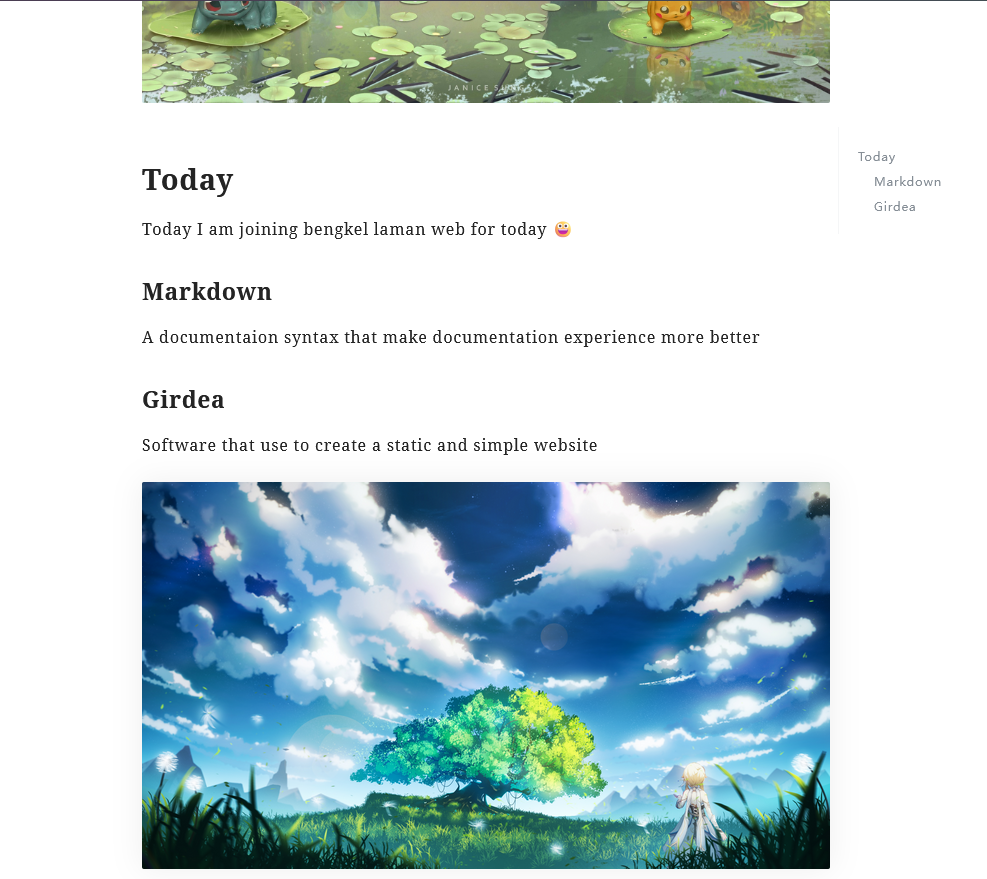 JANICE
Today
Today I am joining bengkel laman web for today 😀
Markdown
A documentaion syntax that make documentation experience more better
Girdea
Software that use to create a static and simple website
Today
Markdown
Girdea